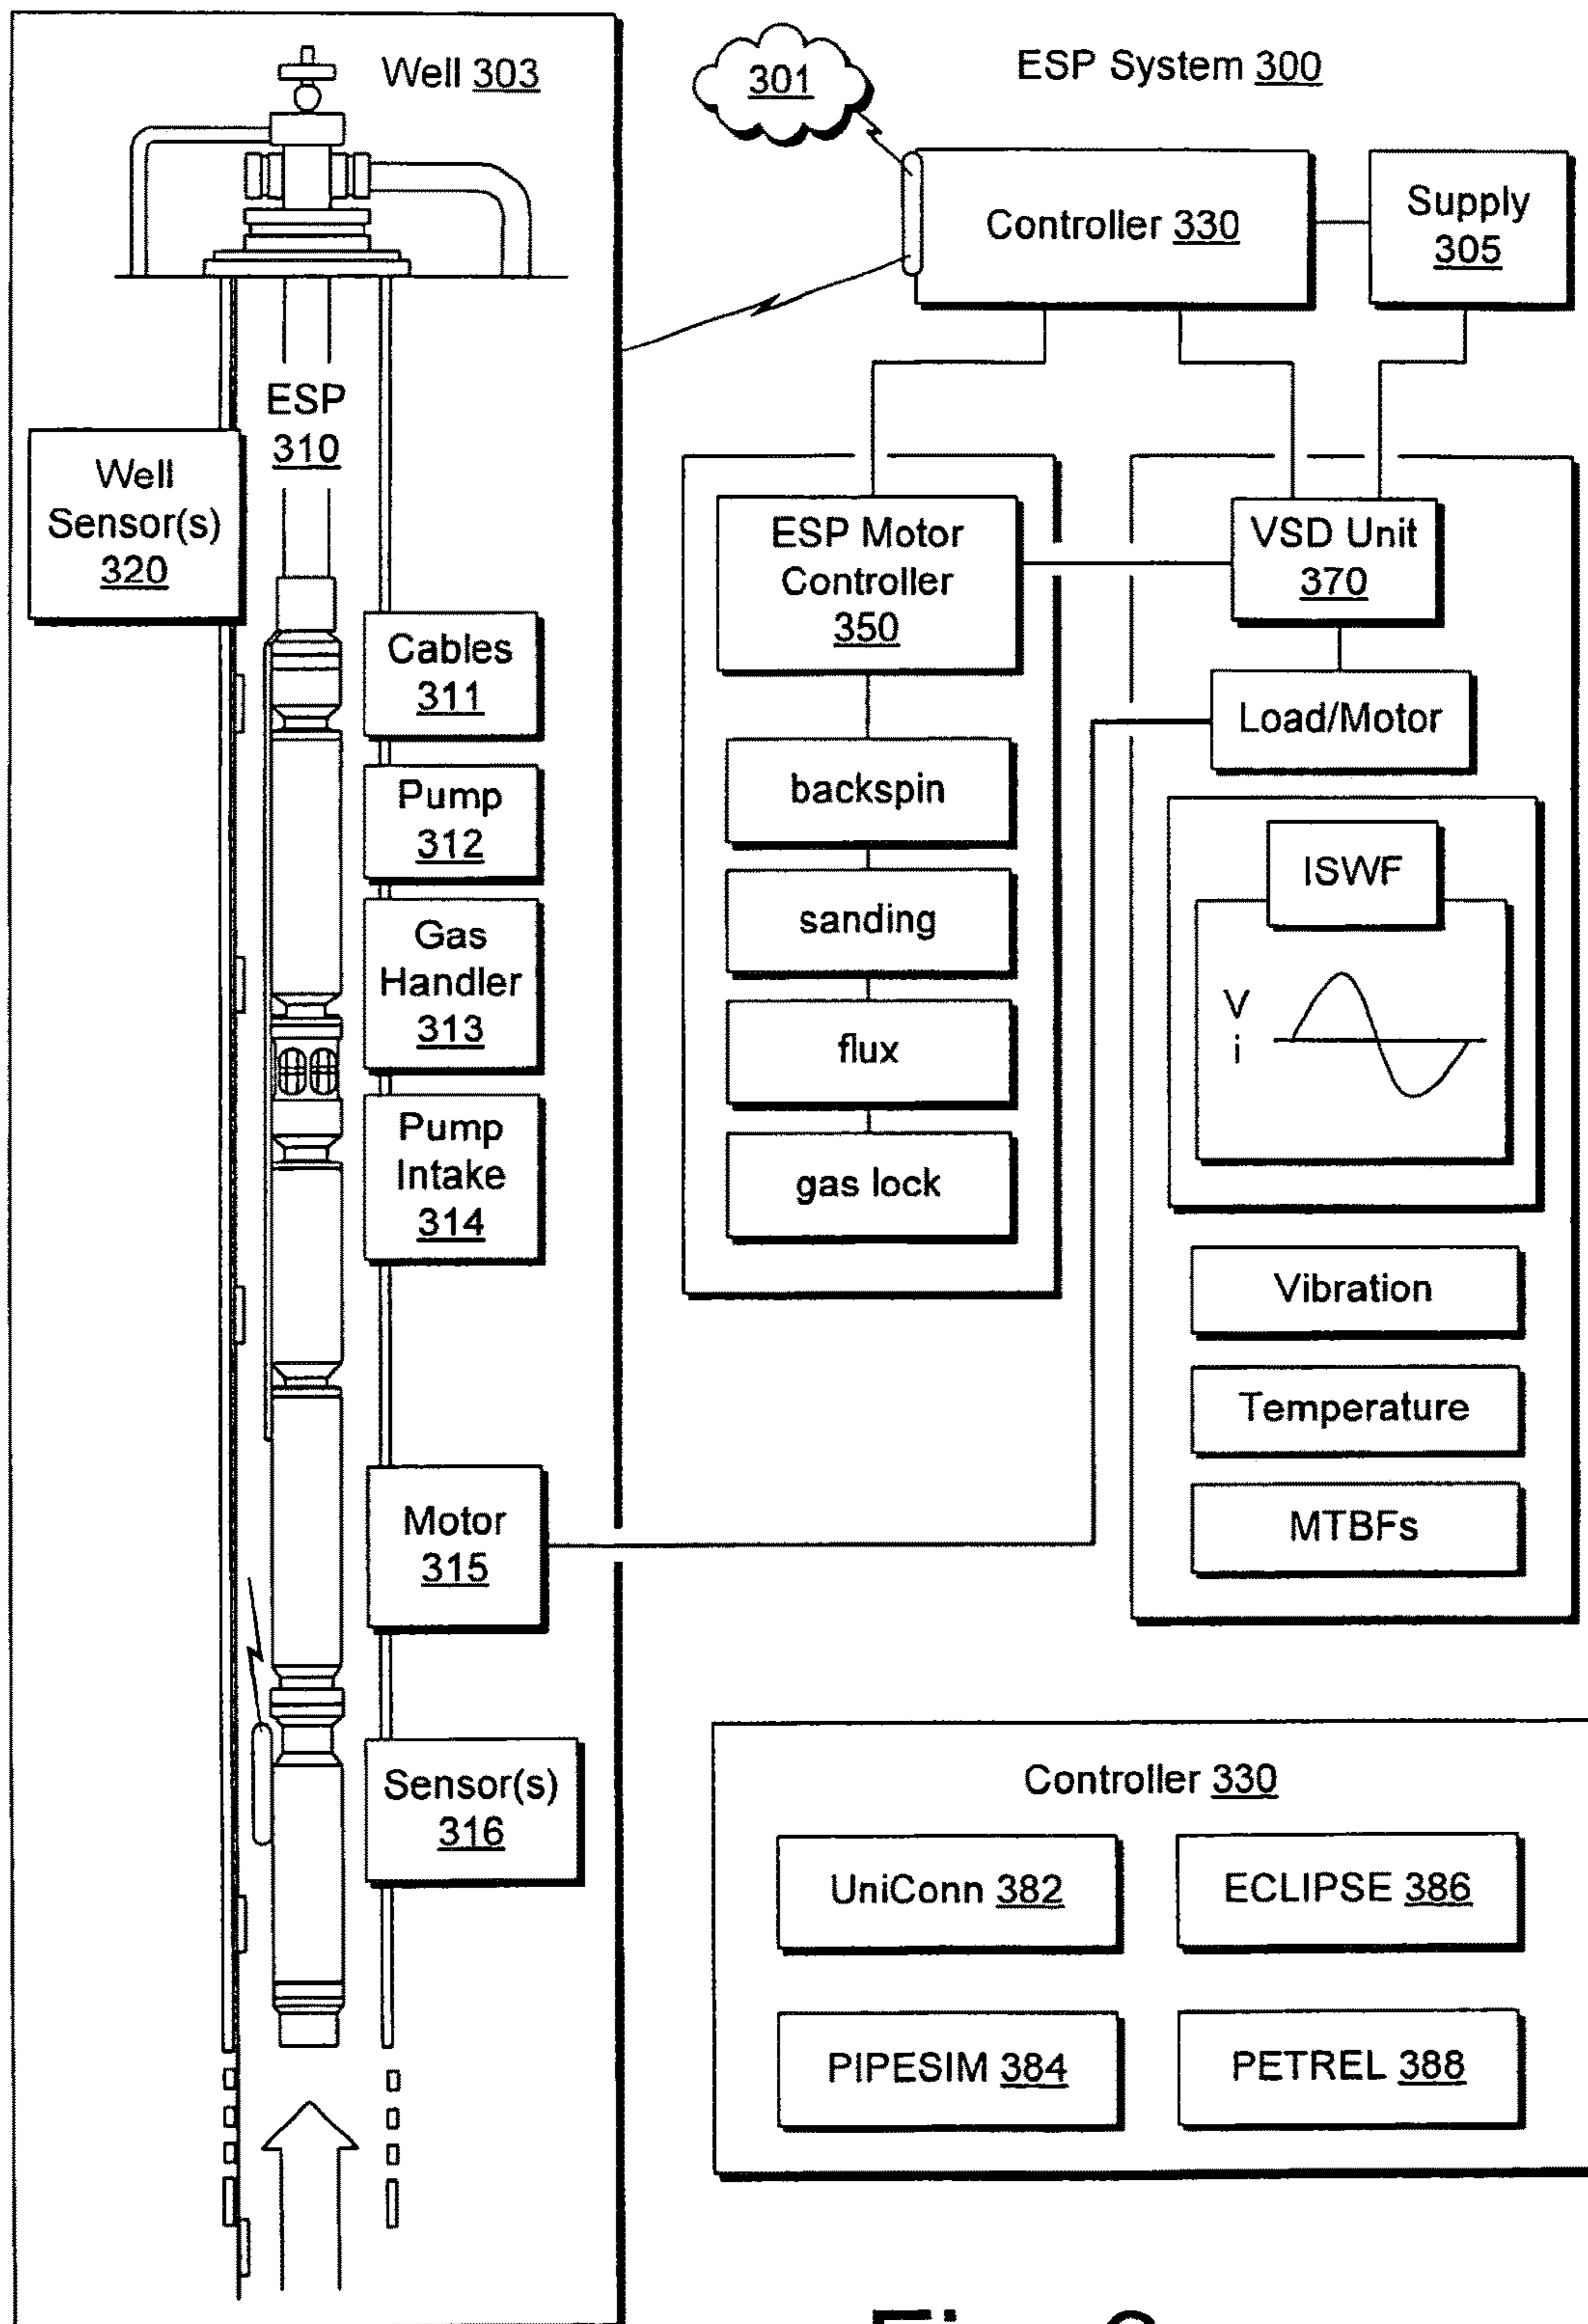 Well 303
301
ESP System 300
Controller 330
Supply
305
ESP
310
Well
Sensor(s)
320
Cables
311
Pump
312
Gas
Handler
313
Pump
Intake
314
Motor
315
Sensor(s)
316
ESP Motor
Controller
350
backspin
sanding
flux
gas lock
VSD Unit
370
Load/Motor
ISWF
V
i
Vibration
Temperature
MTBFs
Controller 330
UniConn 382
ECLIPSE 386
PIPESIM 384
PETREL 388